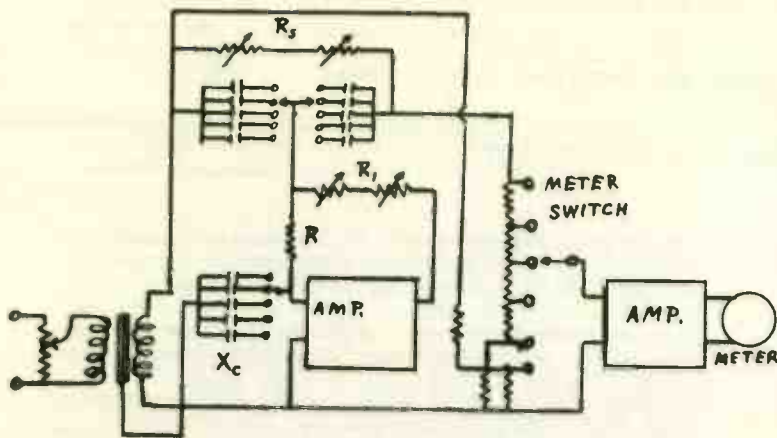 Rs
R1
METER
SWITCH
R
AMP.
AMP.
Xc
METER